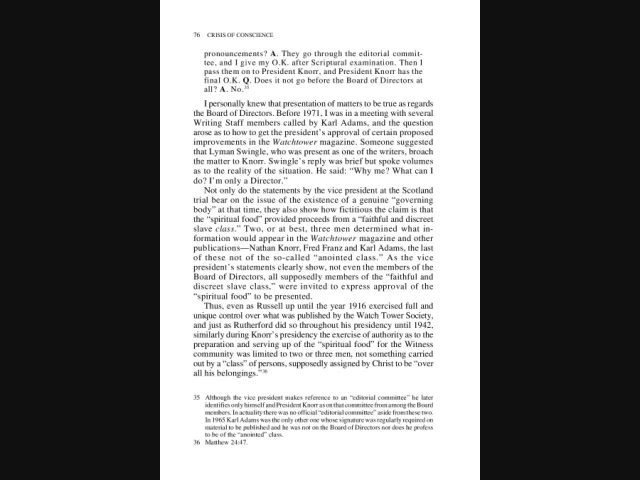 76 CRISIS OF CONSCIENCE
pronouncements? A. They go through the editorial commit-
tee, and I give my O.K. after Scriptural examination. Then I
pass them on to President Knorr, and President Knorr has the
final O.K. Q. Does it not go before the Board of Directors at
all? A. No.35
I personally knew that presentation of matters to be true as regards
the Board of Directors. Before 1971, I was in a meeting with several
Writing Staff members called by Karl Adams, and the question
arose as to how to get the president's approval of certain proposed
improvements in the Watchtower magazine. Someone suggested
that Lyman Swingle, who was present as one of the writers, broach
the matter to Knorr. Swingle's reply was brief but spoke volumes
as to the reality of the situation. He said: “Why me? What can I
do? I'm only a Director.”
Not only do the statements by the vice president at the Scotland
trial bear on the issue of the existence of a genuine “governing
body” at that time, they also show how fictitious the claim is that
the “spiritual food” provided proceeds from a “faithful and discreet
slave class.” Two, or at best, three men determined what in-
formation would appear in the Watchtower magazine and other
publications—Nathan Knorr, Fred Franz and Karl Adams, the last
of these not of the so-called “anointed class.” As the vice
president's statements clearly show, not even the members of the
Board of Directors, all supposedly members of the “faithful and
discreet slave class,” were invited to express approval of the
“spiritual food” to be presented.
Thus, even as Russell up until the year 1916 exercised full and
unique control over what was published by the Watch Tower Society,
and just as Rutherford did so throughout his presidency until 1942,
similarly during Knorr's presidency the exercise of authority as to the
preparation and serving up of the “spiritual food” for the Witness
community was limited to two or three men, not something carried
out by a “class” of persons, supposedly assigned by Christ to be “over
all his belongings.”36
35 Although the vice president makes reference to an “editorial committee” he later
identifies only himself and President Knorr as on that committee from among the Board
members. In actuality there was no official “editorial committee” aside from these two.
In 1965 Karl Adams was the only other one whose signature was regularly required on
material to be published and he was not on the Board of Directors nor does he profess
to be of the “anointed” class.
36 Matthew 24:47.